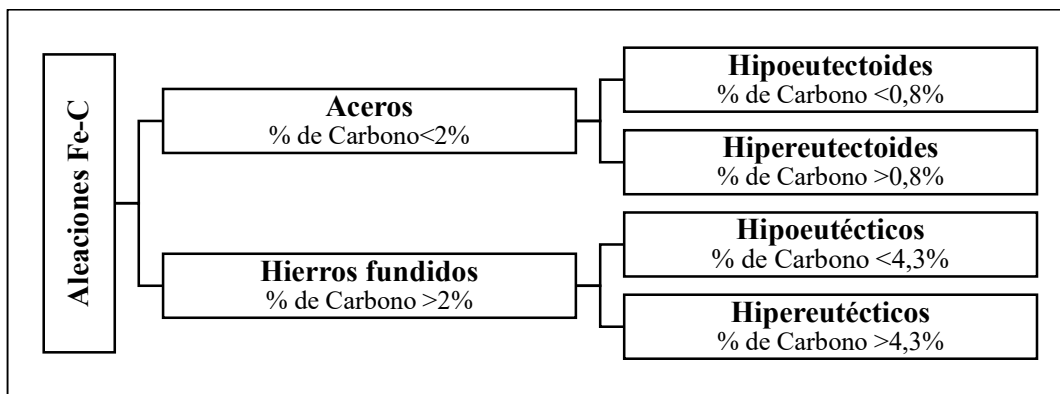 Aleaciones Fe-C
Aceros
% de Carbono<2%
Hipoeutectoides
% de Carbono <0,8%
Hipereutectoides
% de Carbono >0,8%
Hierros fundidos
% de Carbono >2%
Hipoeutécticos
% de Carbono <4,3%
Hipereutécticos
% de Carbono >4,3%